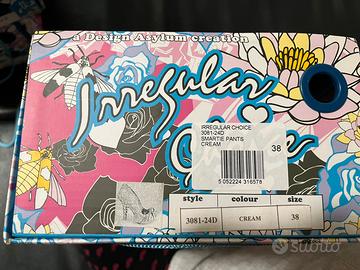 a Design Asylum creation
Irregular
Choice
IRREGULAR CHOICE
3081-24D
SMARTIE PANTS
CREAM
38
5 052224 316578
style colour size
3081-24D CREAM 38
subito